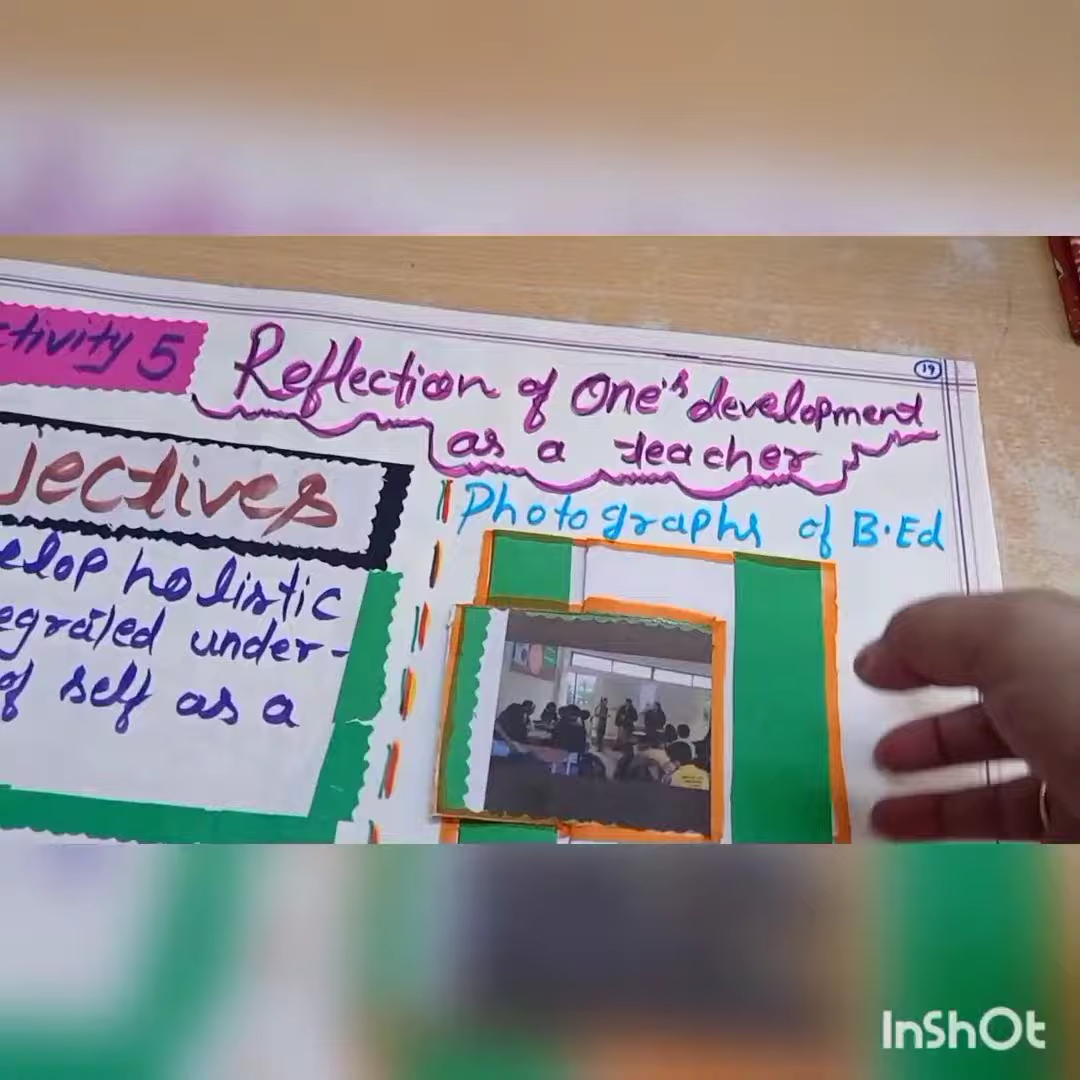 ctivity 5
Reflection of One's development
as a teacher
19
jectives
elop holistic
egrated under-
of self as a
Photographs of B.Ed
InShOt